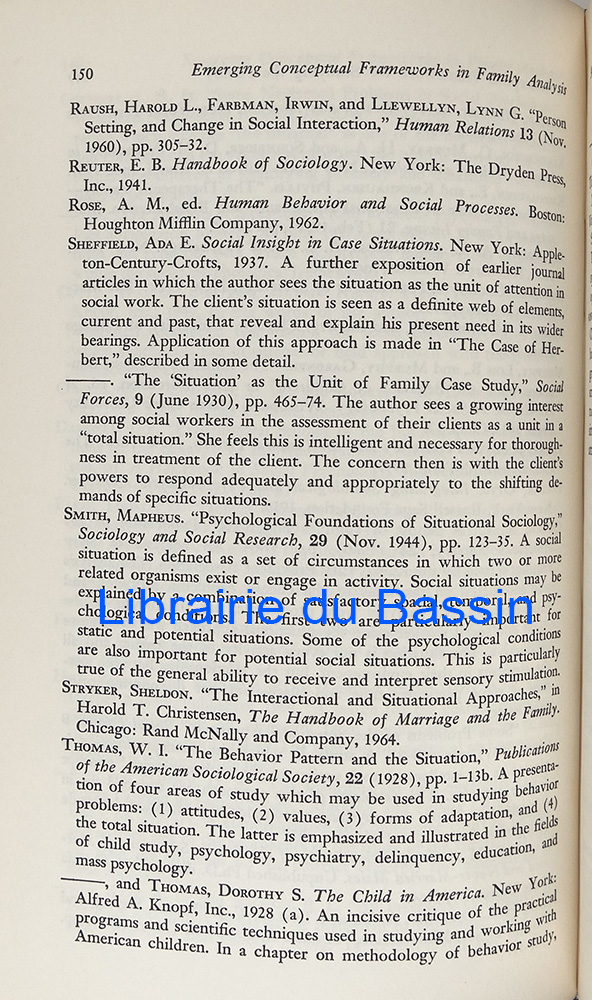 150 Emerging Conceptual Frameworks in Family Analysis
RAUSH, HAROLD L., FARBMAN, IRWIN, and LLEWELLYN, LYNN G. “Person
Setting, and Change in Social Interaction,” Human Relations 13 (Nov.
1960), pp. 305–32.
REUTER, E. B. Handbook of Sociology. New York: The Dryden Press,
Inc., 1941.
ROSE, A. M., ed. Human Behavior and Social Processes. Boston:
Houghton Mifflin Company, 1962.
SHEFFIELD, ADA E. Social Insight in Case Situations. New York: Apple-
ton-Century-Crofts, 1937. A further exposition of earlier journal
articles in which the author sees the situation as the unit of attention in
social work. The client’s situation is seen as a definite web of elements,
current and past, that reveal and explain his present need in its wider
bearings. Application of this approach is made in “The Case of Her-
bert,” described in some detail.
———. “The ‘Situation’ as the Unit of Family Case Study,” Social
Forces, 9 (June 1930), pp. 465–74. The author sees a growing interest
among social workers in the assessment of their clients as a unit in a
“total situation.” She feels this is intelligent and necessary for thorough-
ness in treatment of the client. The concern then is with the client’s
powers to respond adequately and appropriately to the shifting de-
mands of specific situations.
SMITH, MAPHEUS. “Psychological Foundations of Situational Sociology,”
Sociology and Social Research, 29 (Nov. 1944), pp. 123–35. A social
situation is defined as a set of circumstances in which two or more
related organisms exist or engage in activity. Social situations may be
explained by a combination of spacial, temporal, and psy-
chological conditions. The first two are particularly important for
Librairie du Bassin
static and potential situations. Some of the psychological conditions
are also important for potential social situations. This is particularly
true of the general ability to receive and interpret sensory stimulation.
STRYKER, SHELDON. “The Interactional and Situational Approaches,” in
Harold T. Christensen, The Handbook of Marriage and the Family.
Chicago: Rand McNally and Company, 1964.
THOMAS, W. I. “The Behavior Pattern and the Situation,” Publications
of the American Sociological Society, 22 (1928), pp. 1–13b. A presenta-
tion of four areas of study which may be used in studying behavior
problems: (1) attitudes, (2) values, (3) forms of adaptation, and (4)
the total situation. The latter is emphasized and illustrated in the fields
of child study, psychology, psychiatry, delinquency, education, and
mass psychology.
———, and THOMAS, DOROTHY S. The Child in America. New York:
Alfred A. Knopf, Inc., 1928 (a). An incisive critique of the practical
programs and scientific techniques used in studying and working with
American children. In a chapter on methodology of behavior study,